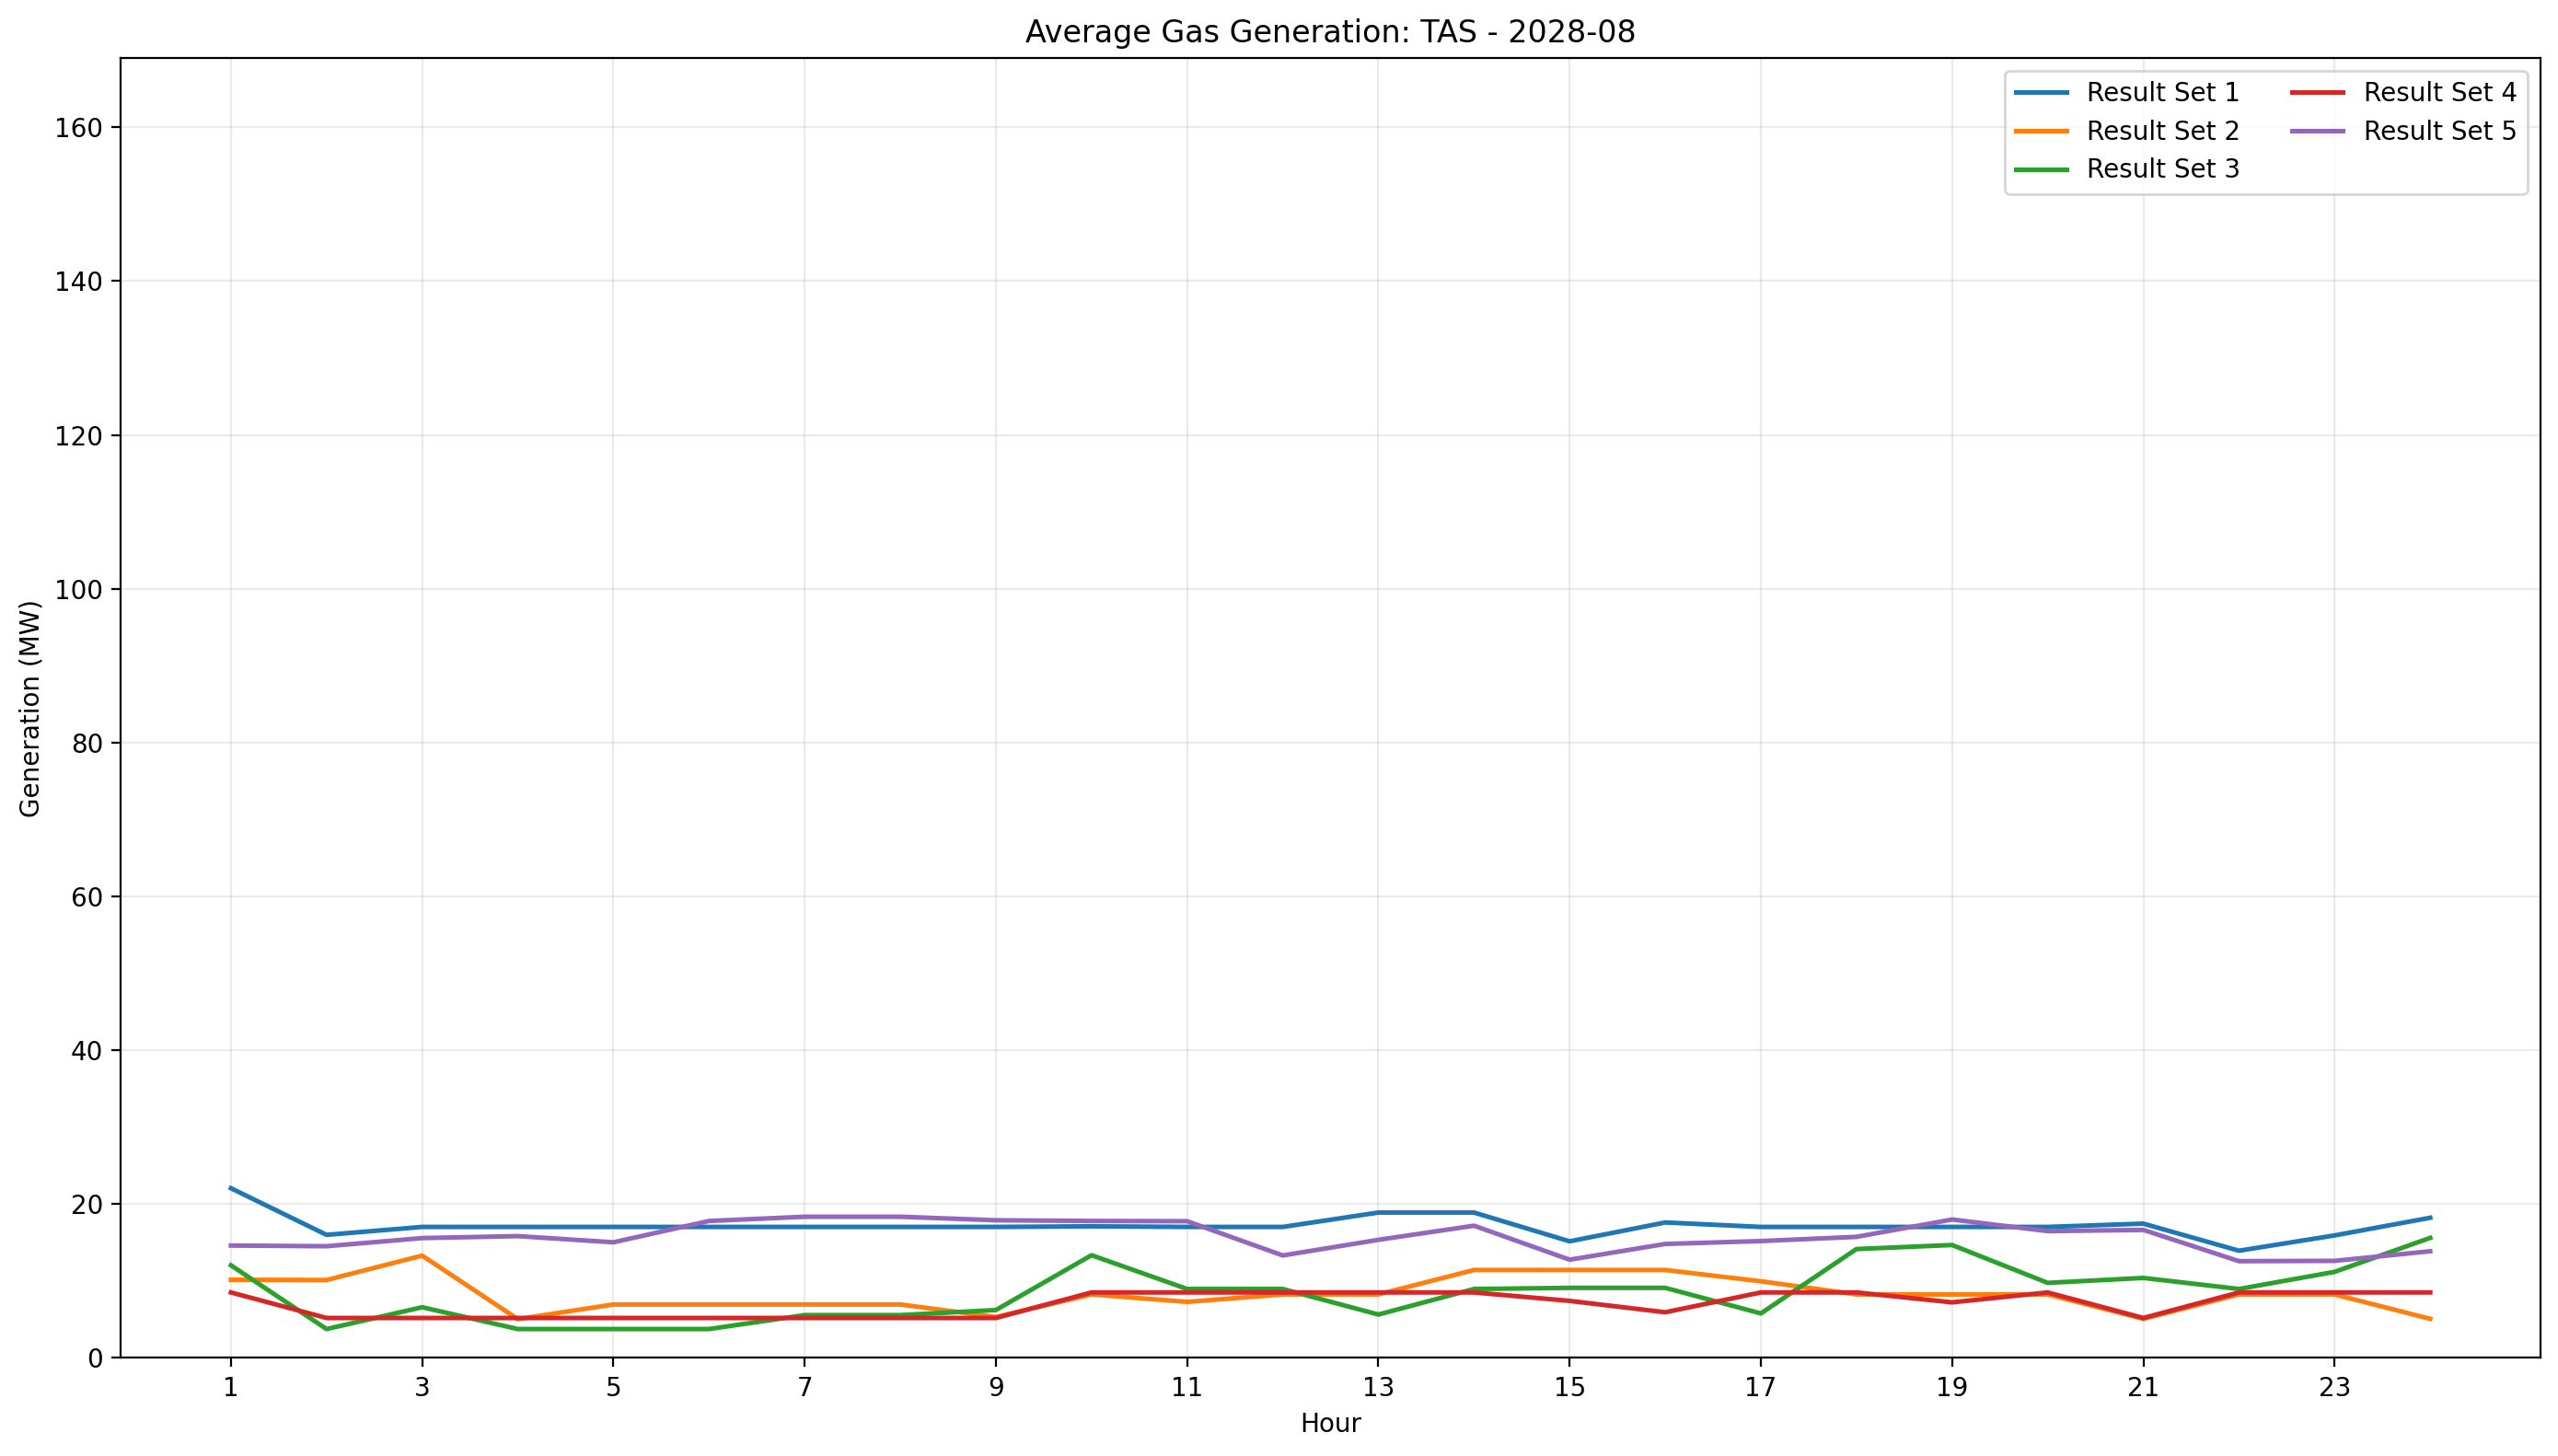 Average Gas Generation: TAS - 2028-08
Generation (MW)
160
140
120
100
80
60
40
20
0
Result Set 1
Result Set 2
Result Set 3
Result Set 4
Result Set 5
1 3 5 7 9 11 13 15 17 19 21 23
Hour